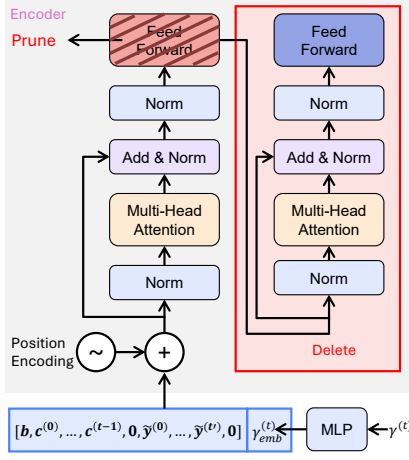 Encoder
Prune
Feed
Forward
Norm
Add & Norm
Multi-Head
Attention
Norm
Position
Encoding
~
+
Feed
Forward
Norm
Add & Norm
Multi-Head
Attention
Norm
Delete
[b, c^{(0)}, ..., c^{(t-1)}, 0, ỹ^{(0)}, ..., ỹ^{(t′)}, 0]
γ_{emb}^{(t)}
MLP
γ^{(t)}